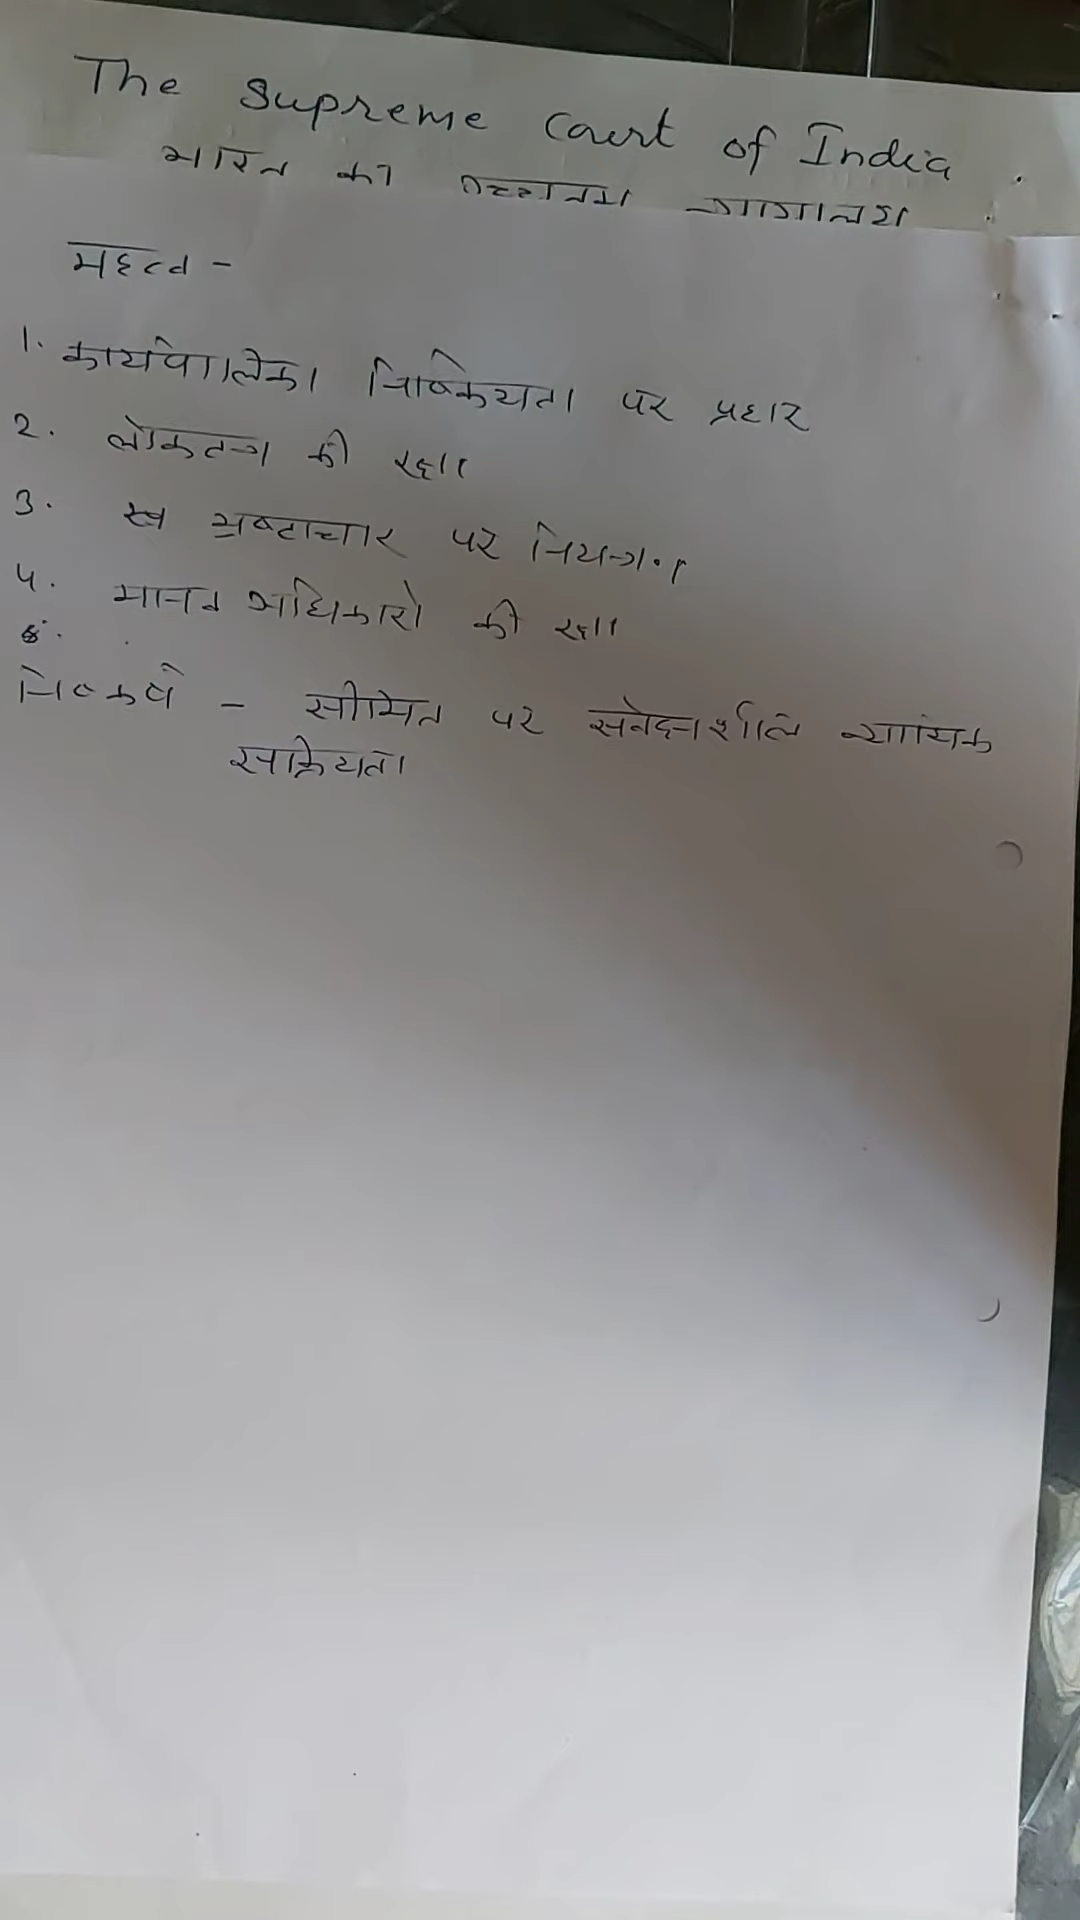 The Supreme Court of India .
भारत का उच्चतम न्यायालय .
महत्व -
1. कार्यपालिका निष्क्रियता पर प्रहार
2. लोकतन्त्र की रक्षा
3. भ्रष्टाचार पर नियन्त्रण
4. मानव अधिकारो की रक्षा
निष्कर्ष - सीमित पर संवेदनशील न्यायिक
सक्रियता